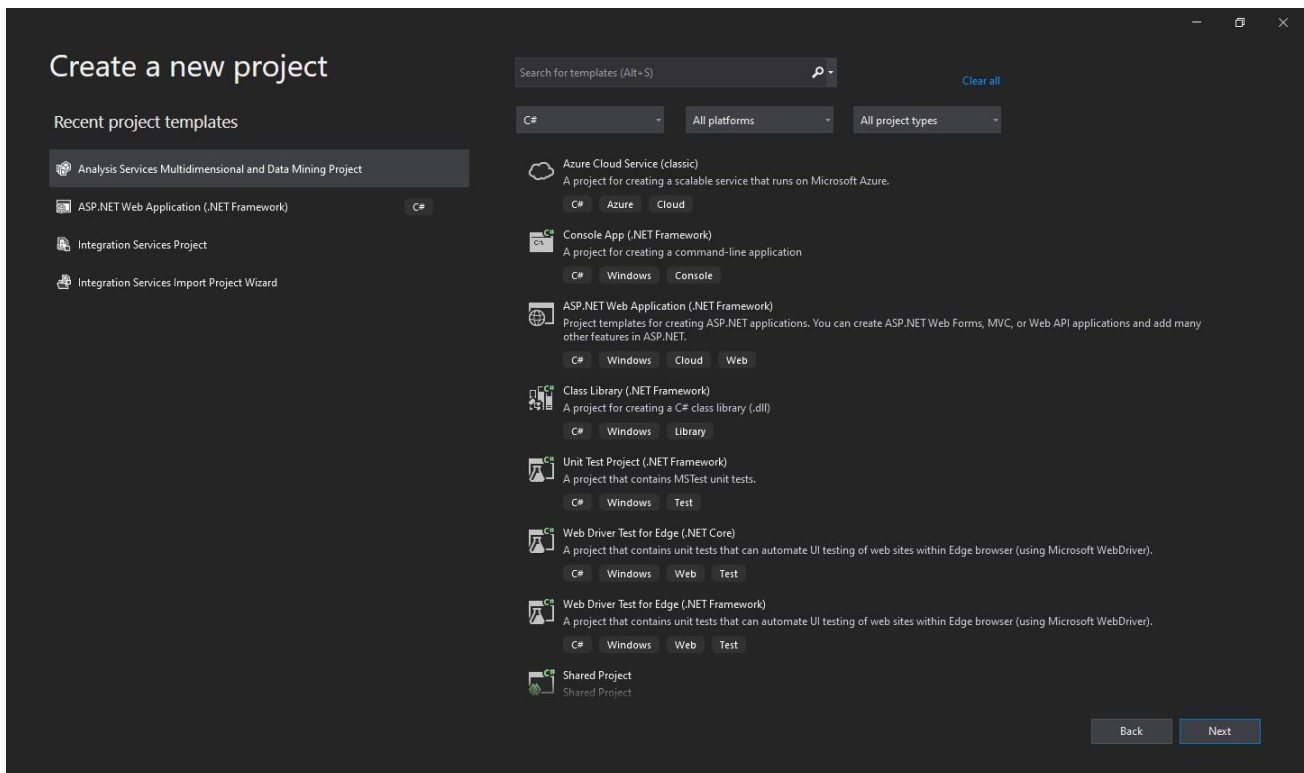 Create a new project
Recent project templates
Analysis Services Multidimensional and Data Mining Project
ASP.NET Web Application (.NET Framework) C#
Integration Services Project
Integration Services Import Project Wizard
Search for templates (Alt+S)
Clear all
C# All platforms All project types
Azure Cloud Service (classic)
A project for creating a scalable service that runs on Microsoft Azure.
C# Azure Cloud
C# Console App (.NET Framework)
C:\ A project for creating a command-line application
C# Windows Console
ASP.NET Web Application (.NET Framework)
Project templates for creating ASP.NET applications. You can create ASP.NET Web Forms, MVC, or Web API applications and add many
other features in ASP.NET.
C# Windows Cloud Web
C# Class Library (.NET Framework)
A project for creating a C# class library (.dll)
C# Windows Library
C# Unit Test Project (.NET Framework)
A project that contains MSTest unit tests.
C# Windows Test
C# Web Driver Test for Edge (.NET Core)
A project that contains unit tests that can automate UI testing of web sites within Edge browser (using Microsoft WebDriver).
C# Windows Web Test
C# Web Driver Test for Edge (.NET Framework)
A project that contains unit tests that can automate UI testing of web sites within Edge browser (using Microsoft WebDriver).
C# Windows Web Test
C# Shared Project
Shared Project
Back Next